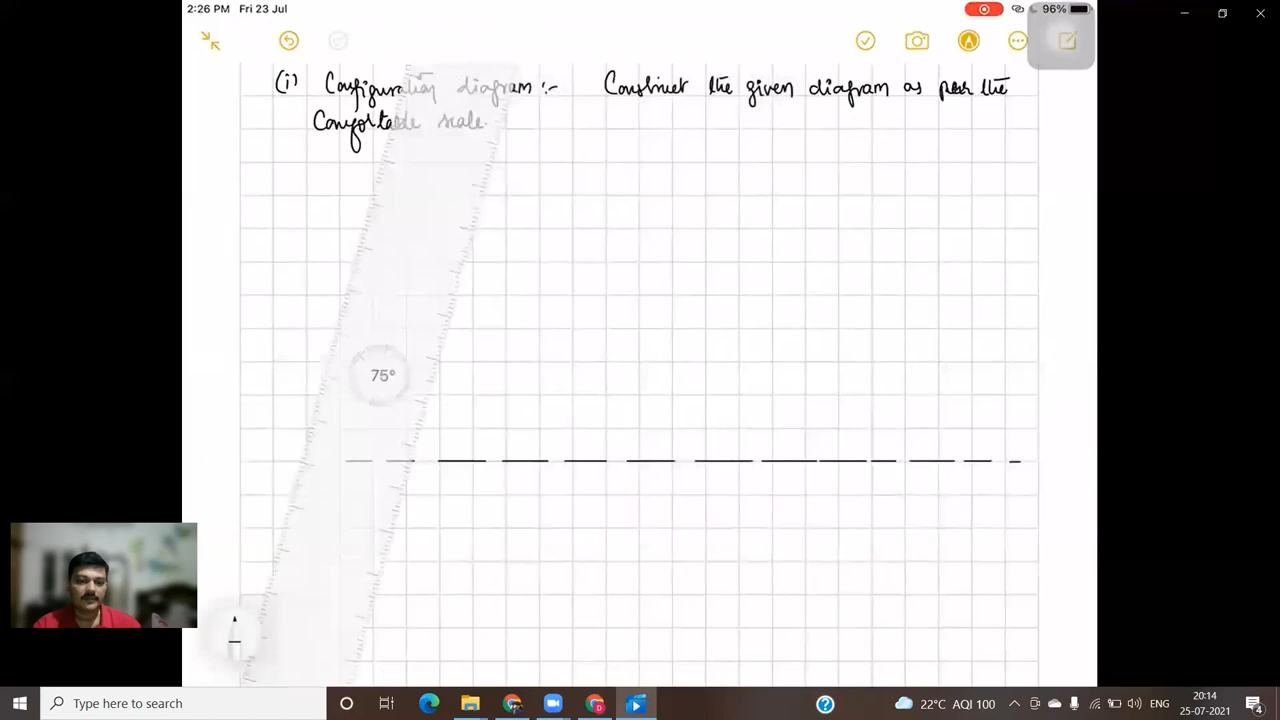 2:26 PM Fri 23 Jul
96%
(i) Configuration diagram :- Construct the given diagram as per the
Comfortable scale.
75°
Type here to search
22°C AQI 100
20:14
25-07-2021
4